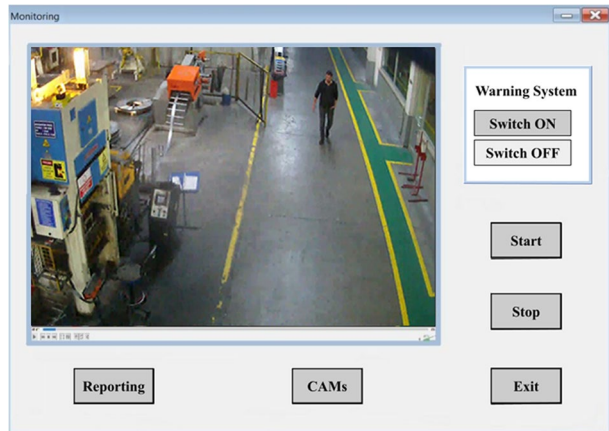 Monitoring
Warning System
Switch ON
Switch OFF
Start
Stop
Reporting
CAMs
Exit